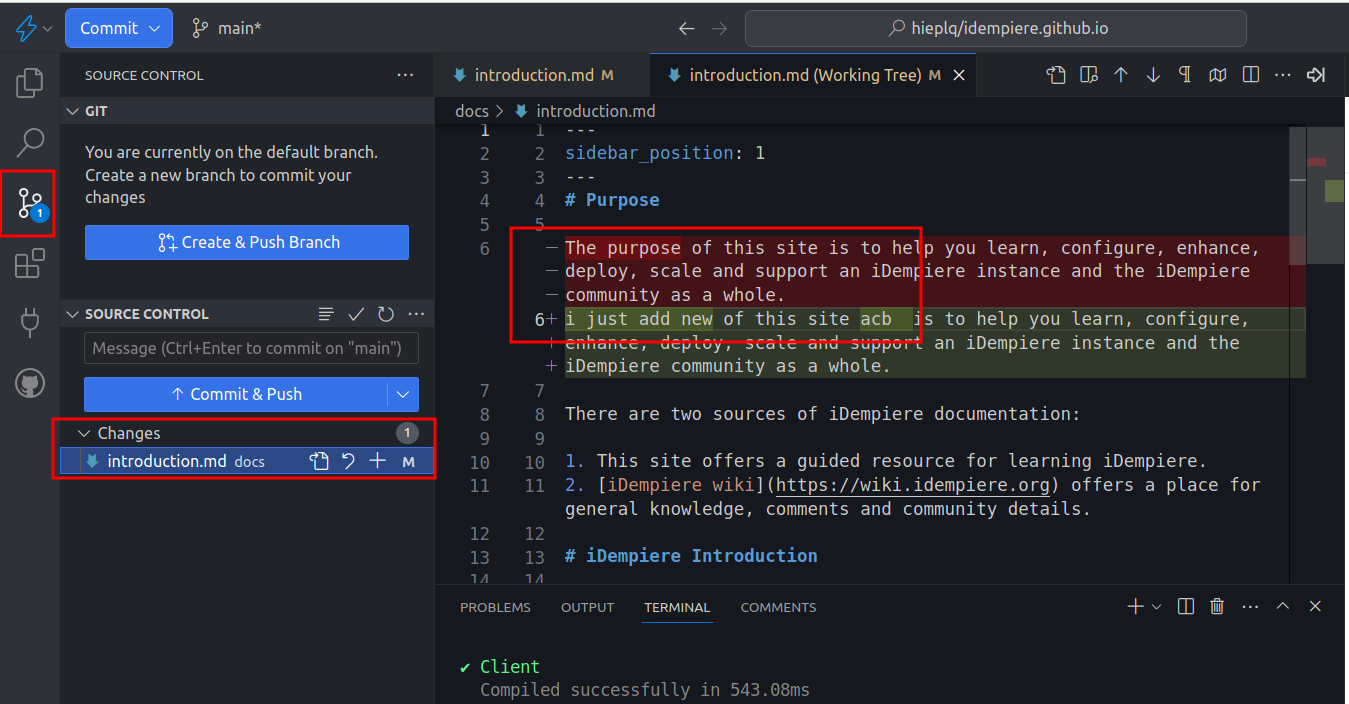 Commit
main*
hieplq/idempiere.github.io
SOURCE CONTROL
introduction.md M
introduction.md (Working Tree) M
GIT
docs > introduction.md
You are currently on the default branch.
Create a new branch to commit your
changes
Create & Push Branch
SOURCE CONTROL
Message (Ctrl+Enter to commit on "main")
Commit & Push
Changes 1
introduction.md docs M
1
1 1 ---
2 2 sidebar_position: 1
3 3 ---
4 4 # Purpose
5 5
6 — The purpose of this site is to help you learn, configure, enhance,
— deploy, scale and support an iDempiere instance and the iDempiere
— community as a whole.
6+ i just add new of this site acb is to help you learn, configure,
+ enhance, deploy, scale and support an iDempiere instance and the
+ iDempiere community as a whole.
7 7
8 8 There are two sources of iDempiere documentation:
9 9
10 10 1. This site offers a guided resource for learning iDempiere.
11 11 2. [iDempiere wiki](https://wiki.idempiere.org) offers a place for
general knowledge, comments and community details.
12 12
13 13 # iDempiere Introduction
14 14
PROBLEMS OUTPUT TERMINAL COMMENTS
✔ Client
Compiled successfully in 543.08ms